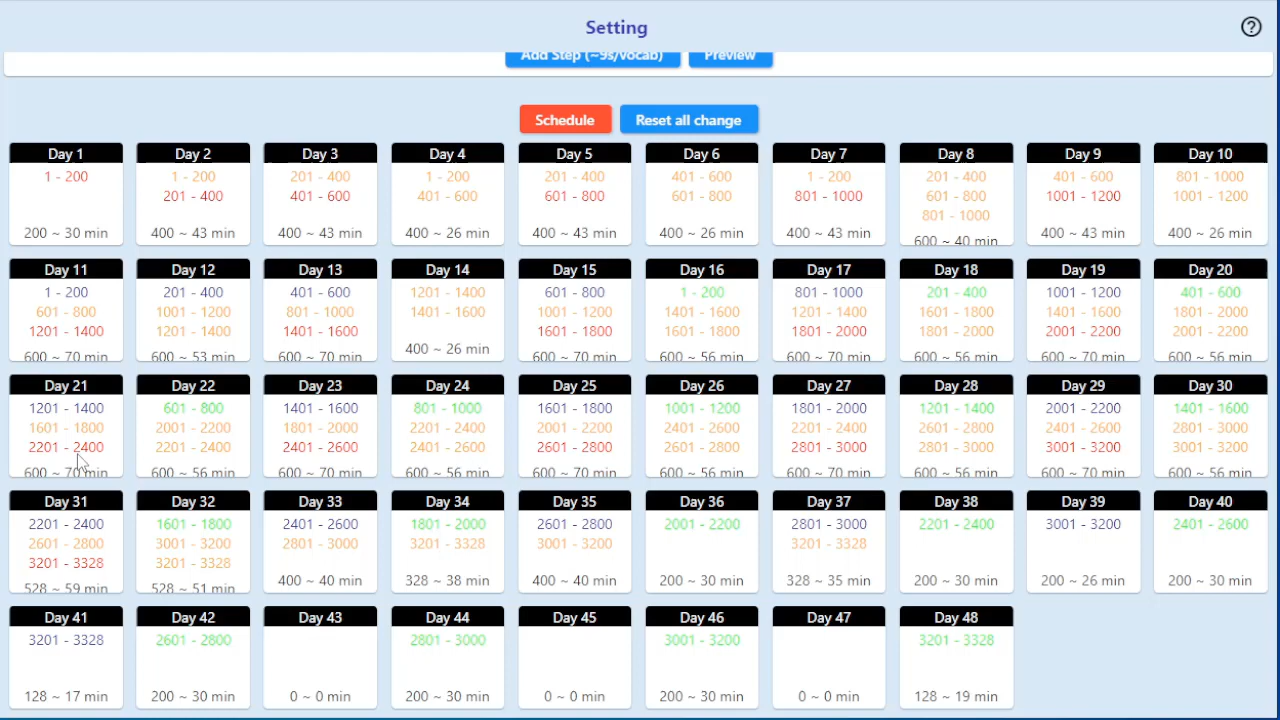 Setting
Add Step (~9s/vocab) Preview
Schedule Reset all change
Day 1 Day 2 Day 3 Day 4 Day 5 Day 6 Day 7 Day 8 Day 9 Day 10
1 - 200 1 - 200 201 - 400 1 - 200 201 - 400 401 - 600 1 - 200 201 - 400 401 - 600 801 - 1000
201 - 400 401 - 600 401 - 600 601 - 800 601 - 800 801 - 1000 601 - 800 1001 - 1200 1001 - 1200
801 - 1000
200 ~ 30 min 400 ~ 43 min 400 ~ 43 min 400 ~ 26 min 400 ~ 43 min 400 ~ 26 min 400 ~ 43 min 600 ~ 40 min 400 ~ 43 min 400 ~ 26 min
Day 11 Day 12 Day 13 Day 14 Day 15 Day 16 Day 17 Day 18 Day 19 Day 20
1 - 200 201 - 400 401 - 600 1201 - 1400 601 - 800 1 - 200 801 - 1000 201 - 400 1001 - 1200 401 - 600
601 - 800 1001 - 1200 801 - 1000 1401 - 1600 1001 - 1200 1401 - 1600 1201 - 1400 1601 - 1800 1401 - 1600 1801 - 2000
1201 - 1400 1201 - 1400 1401 - 1600 1601 - 1800 1601 - 1800 1801 - 2000 1801 - 2000 2001 - 2200 2001 - 2200
600 ~ 70 min 600 ~ 53 min 600 ~ 70 min 400 ~ 26 min 600 ~ 70 min 600 ~ 56 min 600 ~ 70 min 600 ~ 56 min 600 ~ 70 min 600 ~ 56 min
Day 21 Day 22 Day 23 Day 24 Day 25 Day 26 Day 27 Day 28 Day 29 Day 30
1201 - 1400 601 - 800 1401 - 1600 801 - 1000 1601 - 1800 1001 - 1200 1801 - 2000 1201 - 1400 2001 - 2200 1401 - 1600
1601 - 1800 2001 - 2200 1801 - 2000 2201 - 2400 2001 - 2200 2401 - 2600 2201 - 2400 2601 - 2800 2401 - 2600 2801 - 3000
2201 - 2400 2201 - 2400 2401 - 2600 2401 - 2600 2601 - 2800 2601 - 2800 2801 - 3000 2801 - 3000 3001 - 3200 3001 - 3200
600 ~ 70 min 600 ~ 56 min 600 ~ 70 min 600 ~ 56 min 600 ~ 70 min 600 ~ 56 min 600 ~ 70 min 600 ~ 56 min 600 ~ 70 min 600 ~ 56 min
Day 31 Day 32 Day 33 Day 34 Day 35 Day 36 Day 37 Day 38 Day 39 Day 40
2201 - 2400 1601 - 1800 2401 - 2600 1801 - 2000 2601 - 2800 2001 - 2200 2801 - 3000 2201 - 2400 3001 - 3200 2401 - 2600
2601 - 2800 3001 - 3200 2801 - 3000 3201 - 3328 3001 - 3200 3201 - 3328
3201 - 3328 3201 - 3328
528 ~ 59 min 528 ~ 51 min 400 ~ 40 min 328 ~ 38 min 400 ~ 40 min 200 ~ 30 min 328 ~ 35 min 200 ~ 30 min 200 ~ 26 min 200 ~ 30 min
Day 41 Day 42 Day 43 Day 44 Day 45 Day 46 Day 47 Day 48
3201 - 3328 2601 - 2800 2801 - 3000 3001 - 3200 3201 - 3328
128 ~ 17 min 200 ~ 30 min 0 ~ 0 min 200 ~ 30 min 0 ~ 0 min 200 ~ 30 min 0 ~ 0 min 128 ~ 19 min